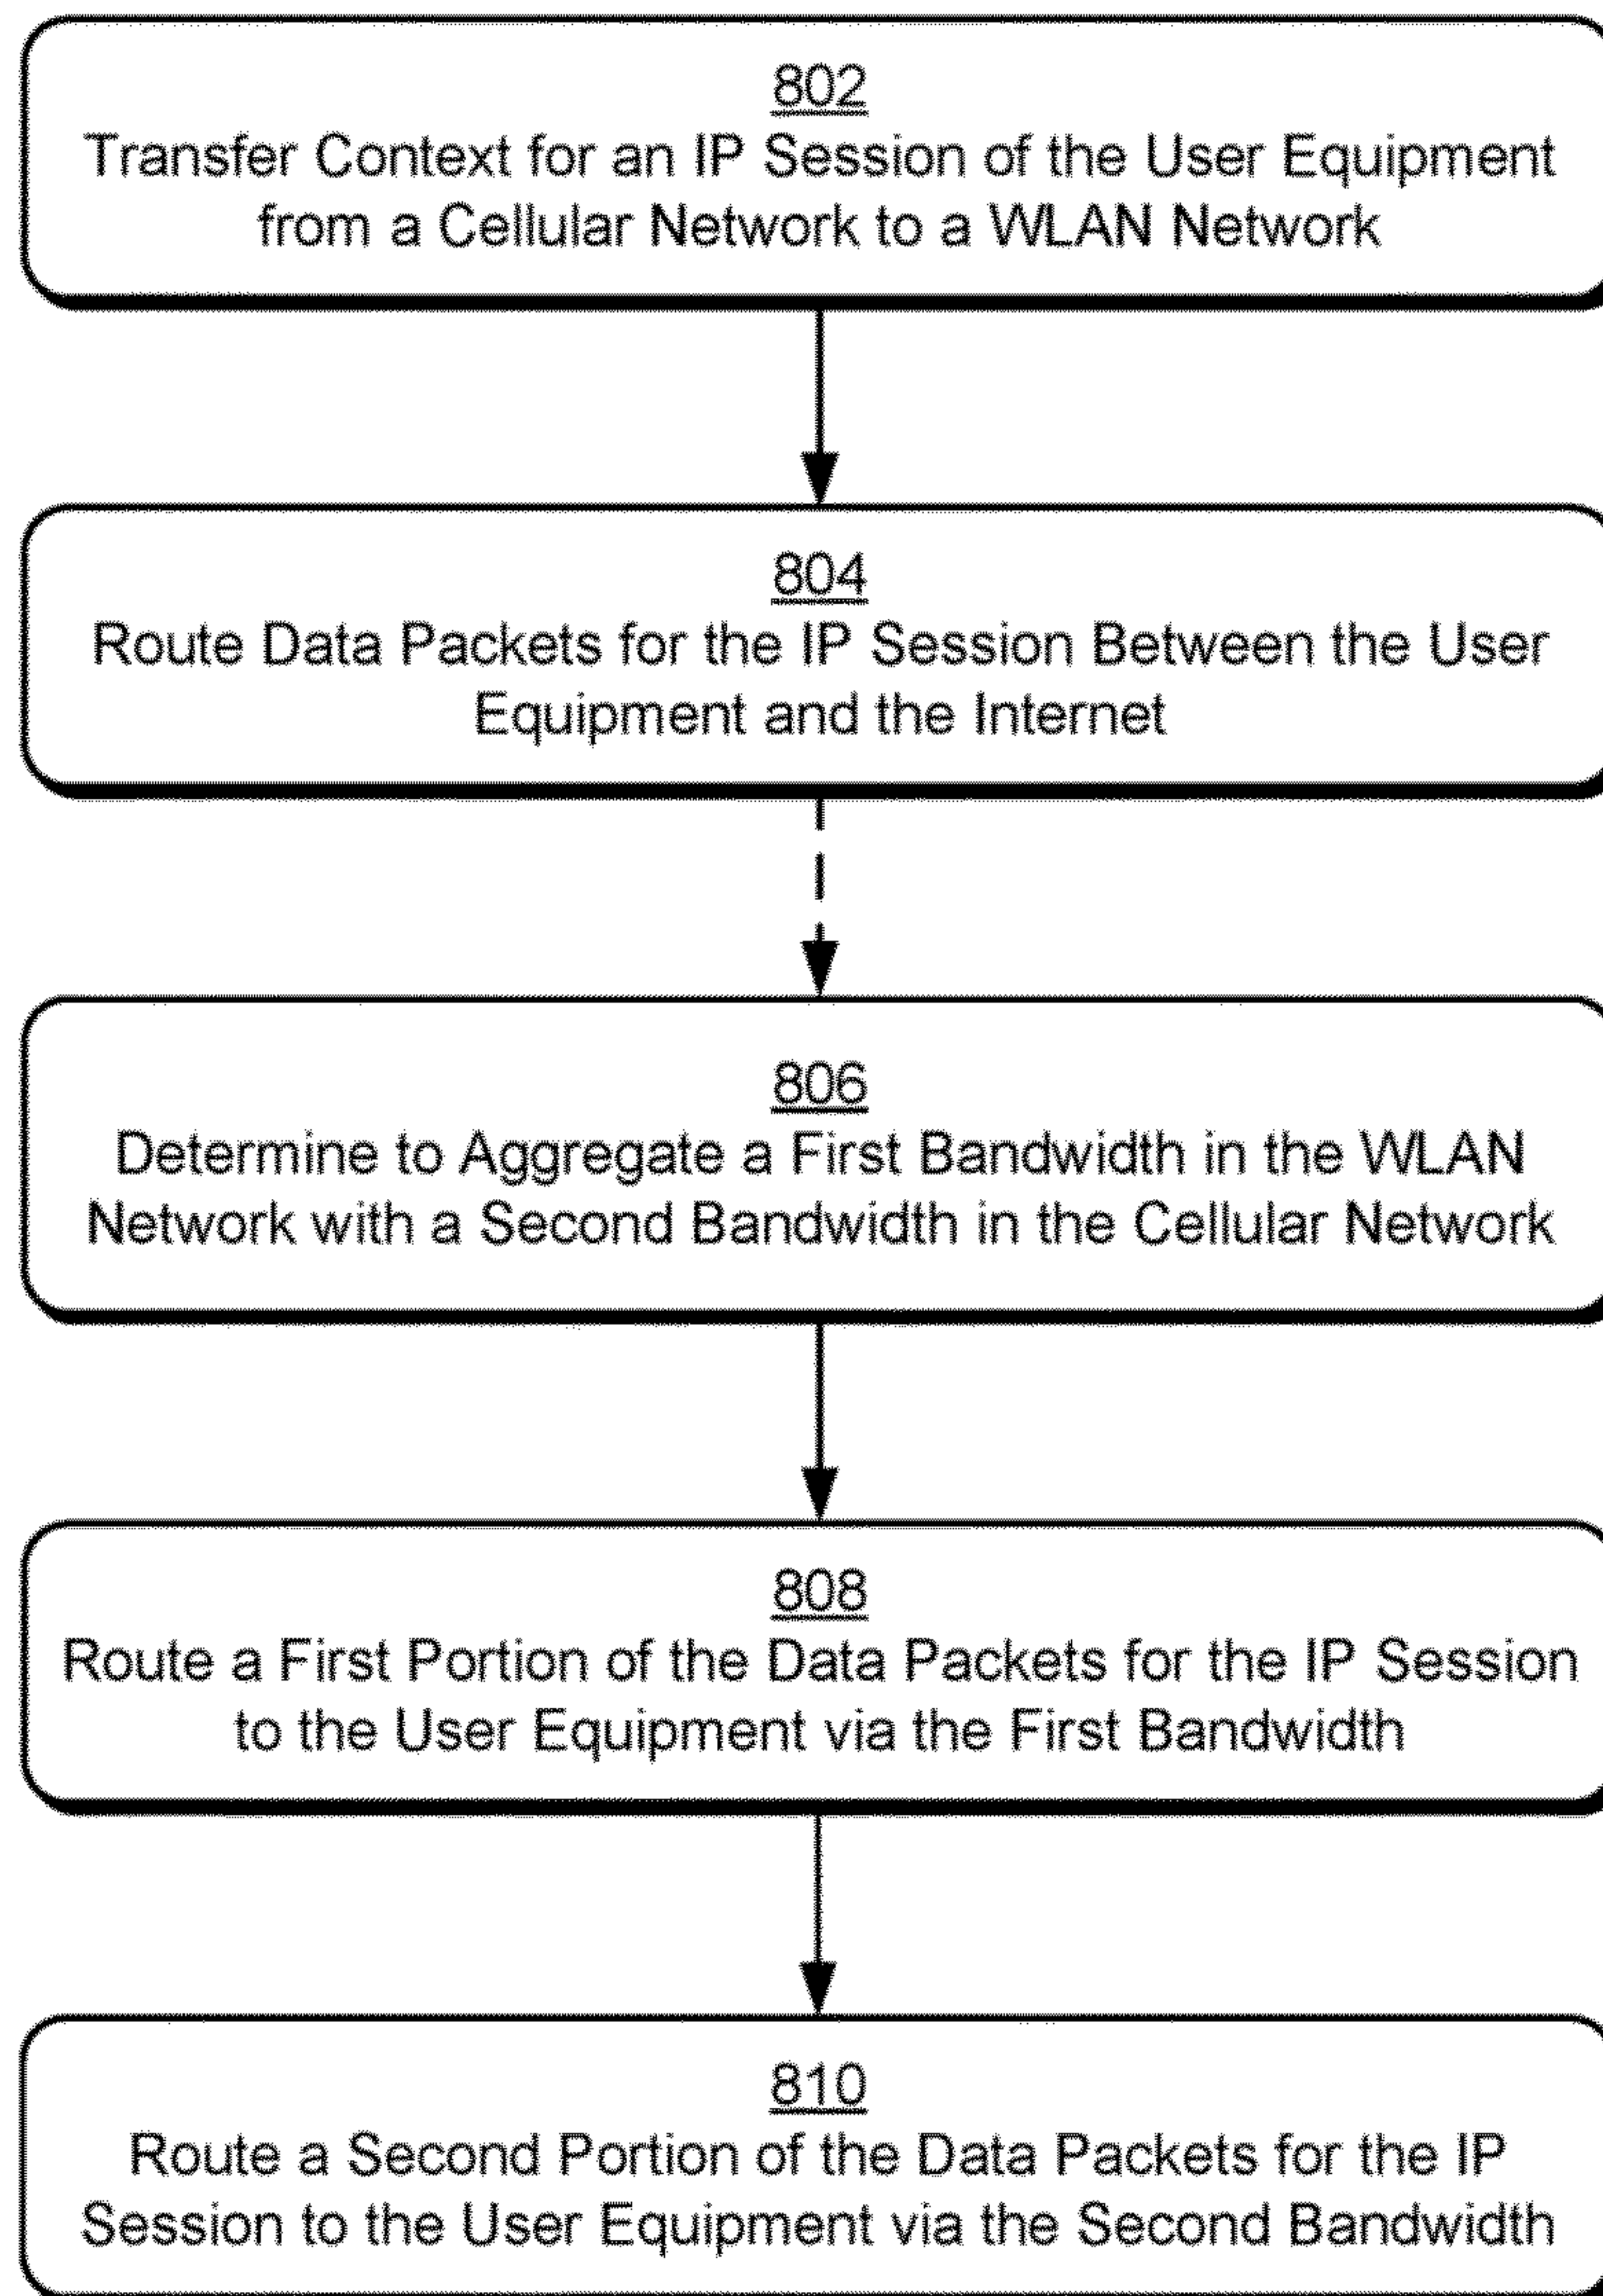 802
Transfer Context for an IP Session of the User Equipment
from a Cellular Network to a WLAN Network
804
Route Data Packets for the IP Session Between the User
Equipment and the Internet
806
Determine to Aggregate a First Bandwidth in the WLAN
Network with a Second Bandwidth in the Cellular Network
808
Route a First Portion of the Data Packets for the IP Session
to the User Equipment via the First Bandwidth
810
Route a Second Portion of the Data Packets for the IP
Session to the User Equipment via the Second Bandwidth